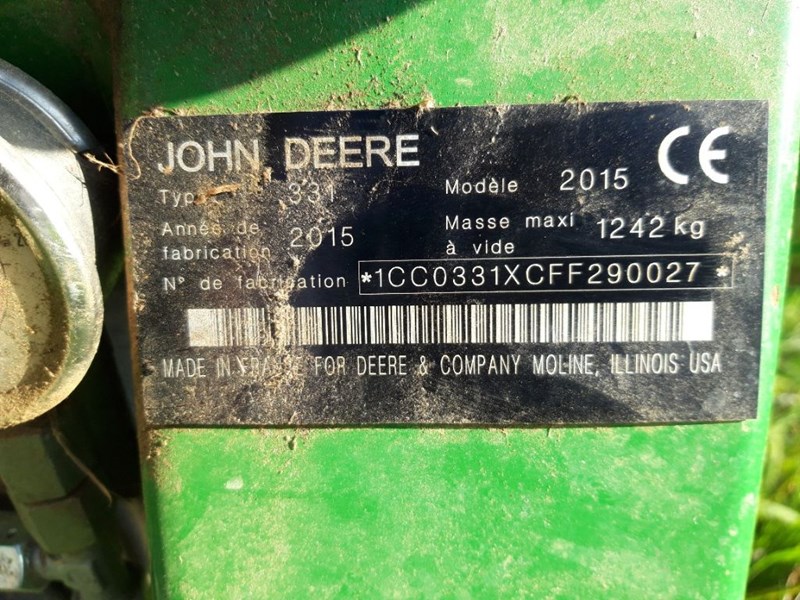 JOHN DEERE
Type 331 Modèle 2015 CE
Année de fabrication 2015 Masse maxi à vide 1242 kg
N° de fabrication *1CC0331XCFF290027*
MADE IN FRANCE FOR DEERE & COMPANY MOLINE, ILLINOIS USA